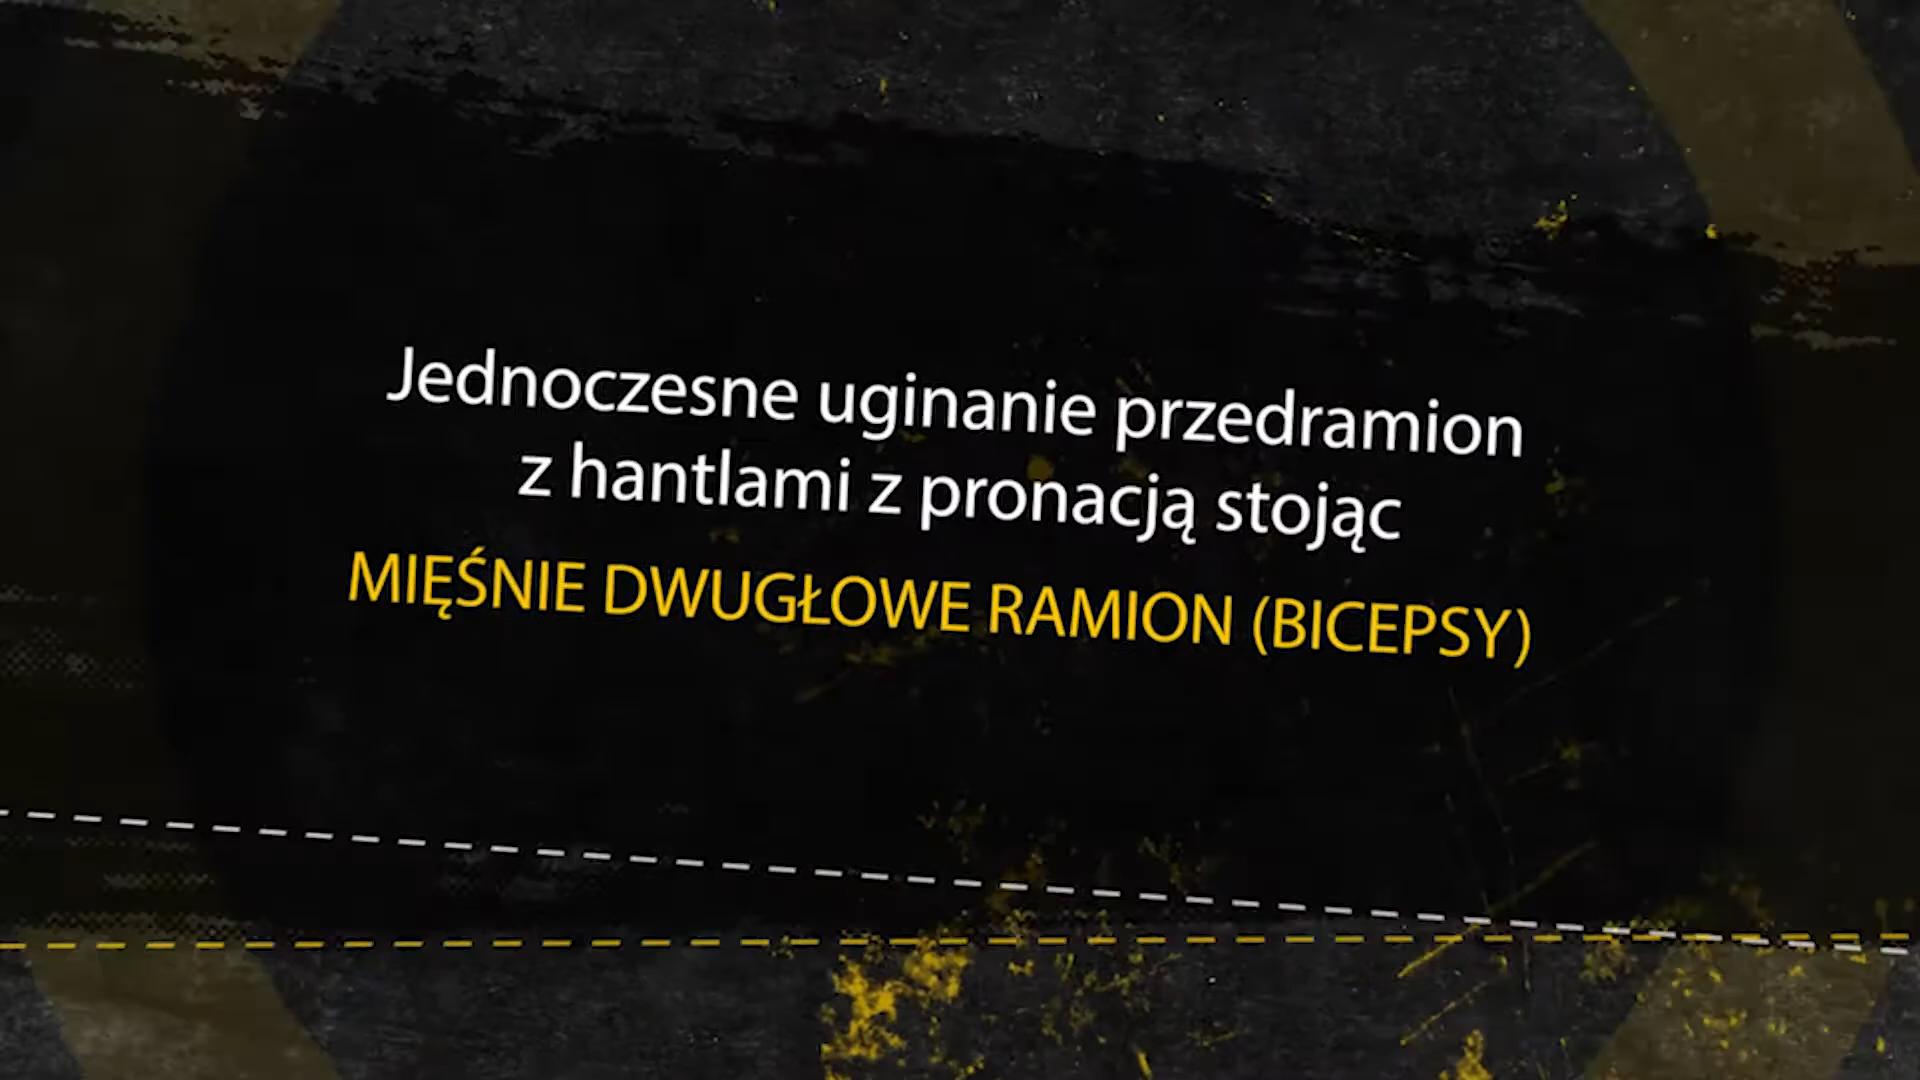 Jednoczesne uginanie przedramion
z hantlami z pronacją stojąc
MIĘŚNIE DWUGŁOWE RAMION (BICEPSY)